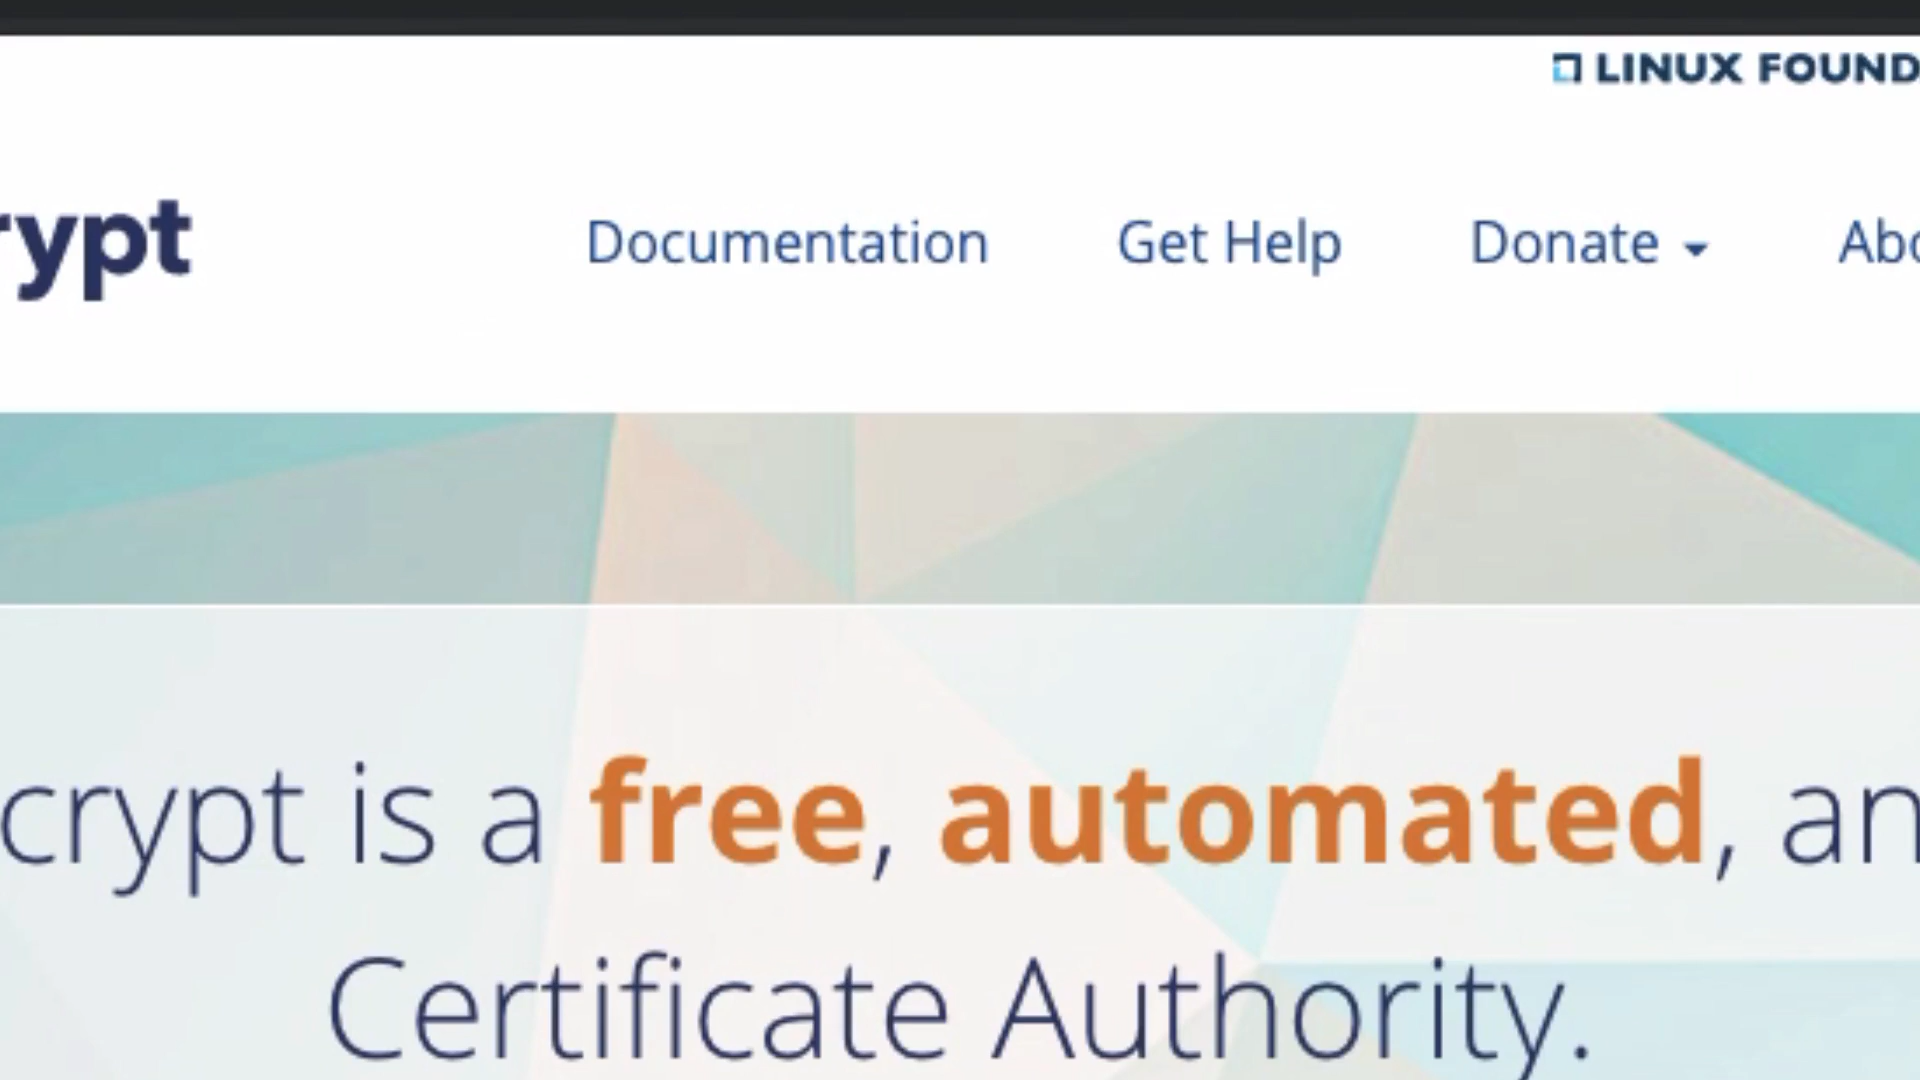 LINUX FOUND
rypt
Documentation Get Help Donate Abo
crypt is a free, automated, an
Certificate Authority.